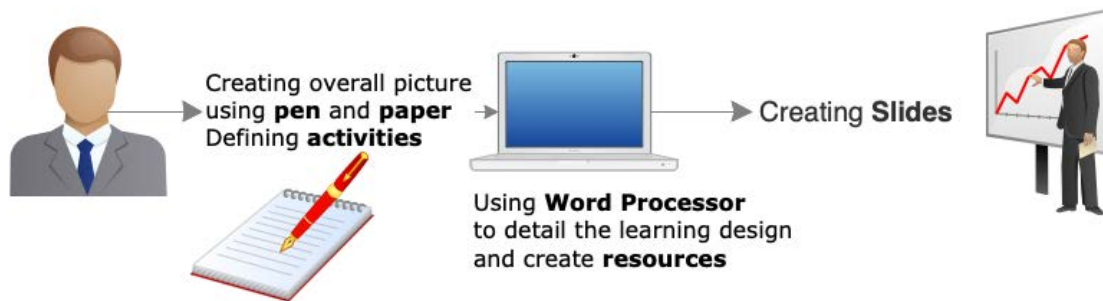 Creating overall picture
using pen and paper
Defining activities
Creating Slides
Using Word Processor
to detail the learning design
and create resources